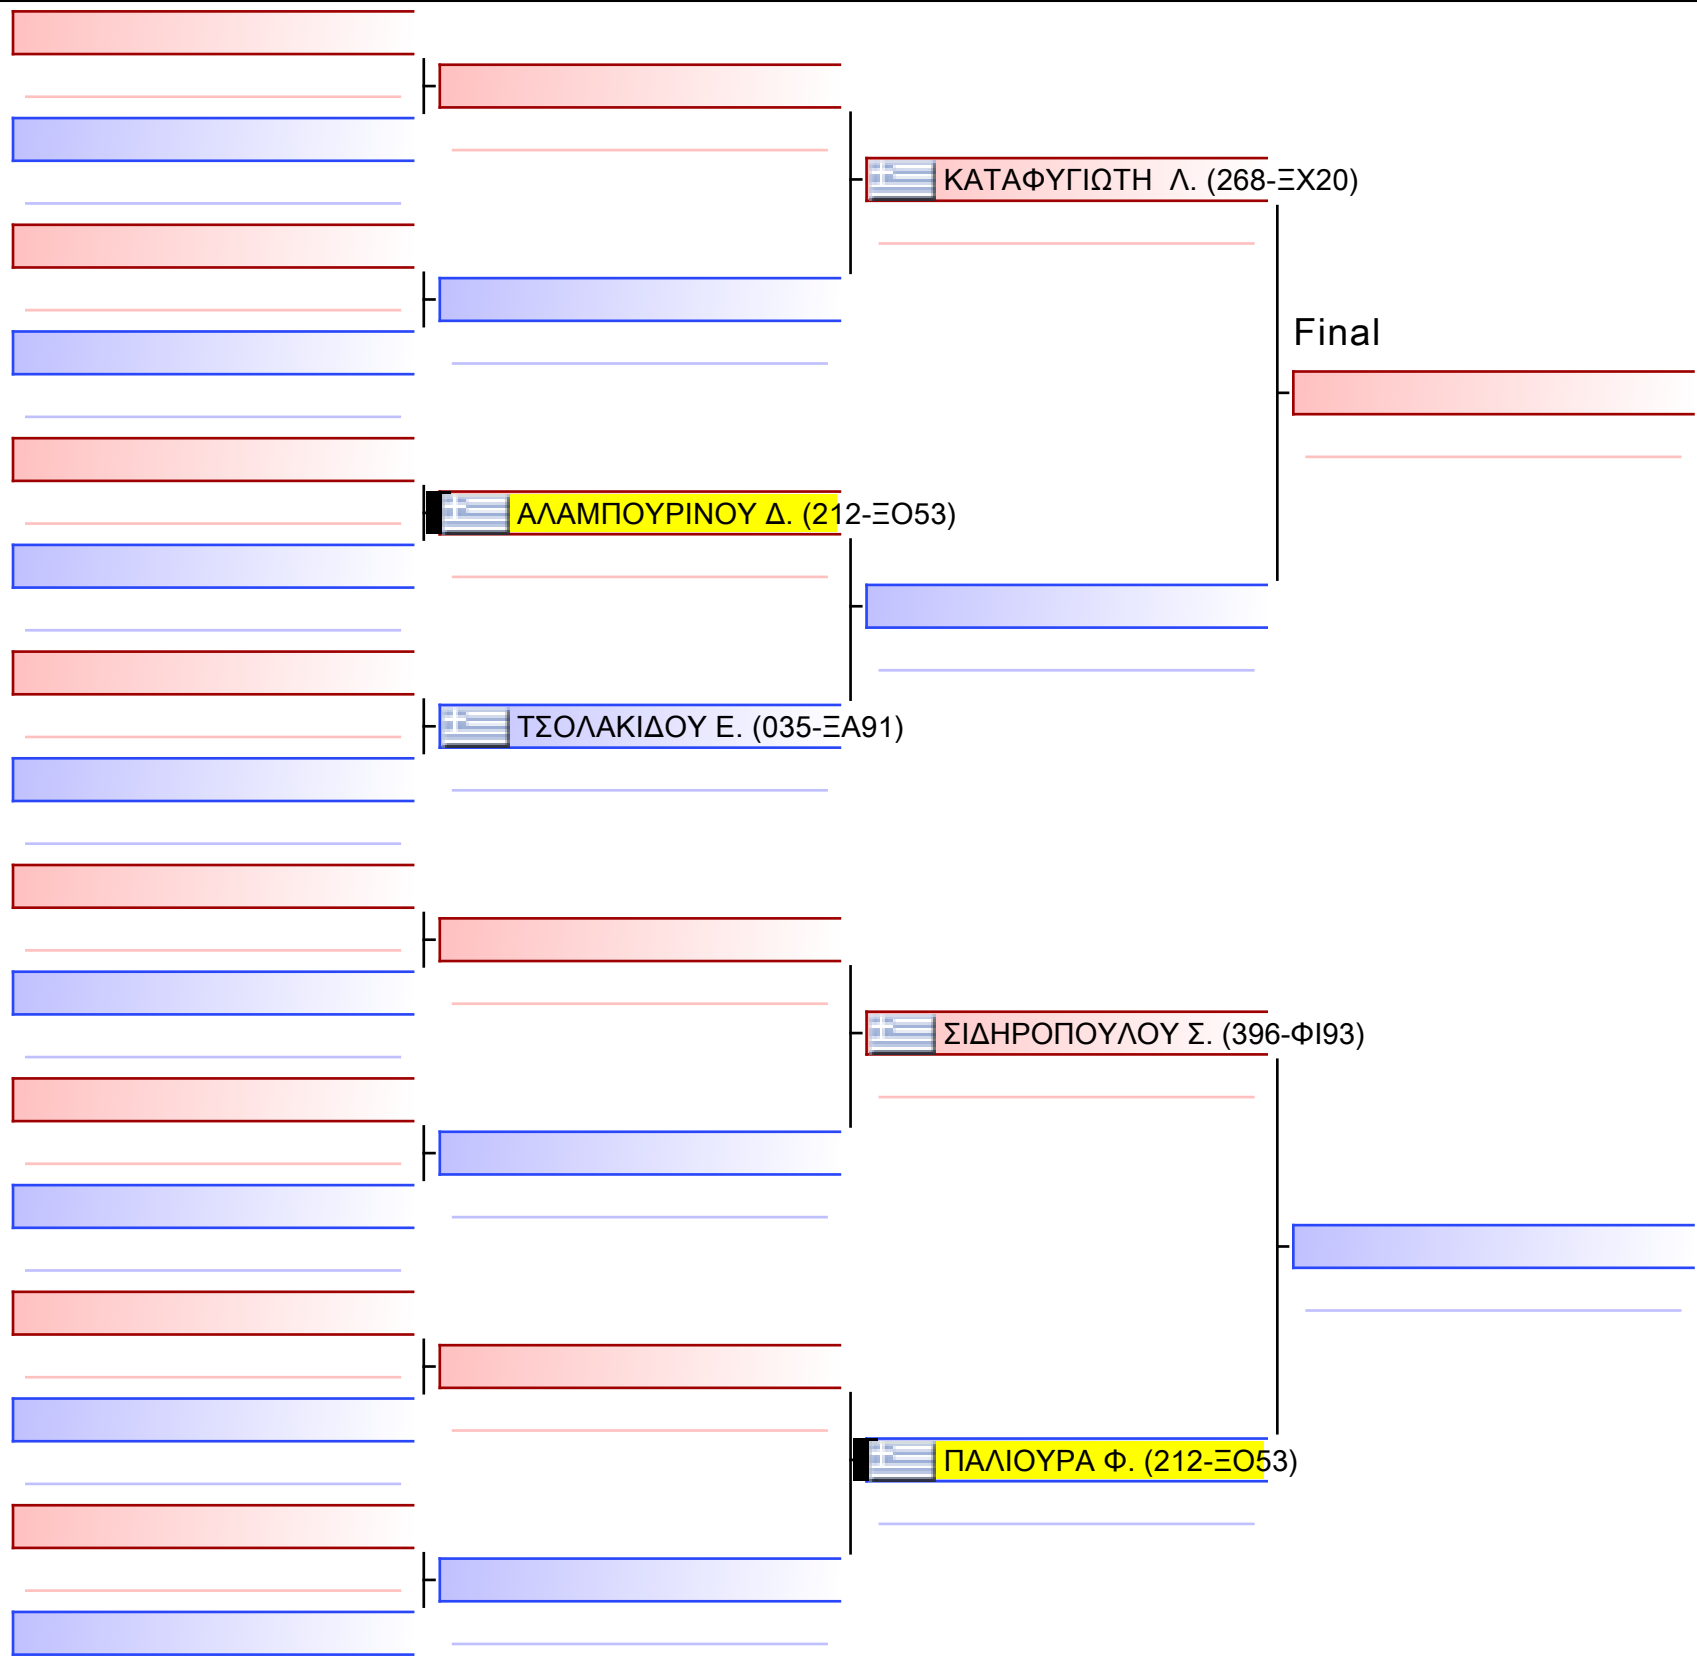 ΚΑΤΑΦΥΓΙΩΤΗ  Λ. (268-ΞΧ20)
Final
ΑΛΑΜΠΟΥΡΙΝΟΥ Δ. (212-ΞΟ53)
ΤΣΟΛΑΚΙΔΟΥ Ε. (035-ΞΑ91)
ΣΙΔΗΡΟΠΟΥΛΟΥ Σ. (396-ΦΙ93)
ΠΑΛΙΟΥΡΑ Φ. (212-ΞΟ53)